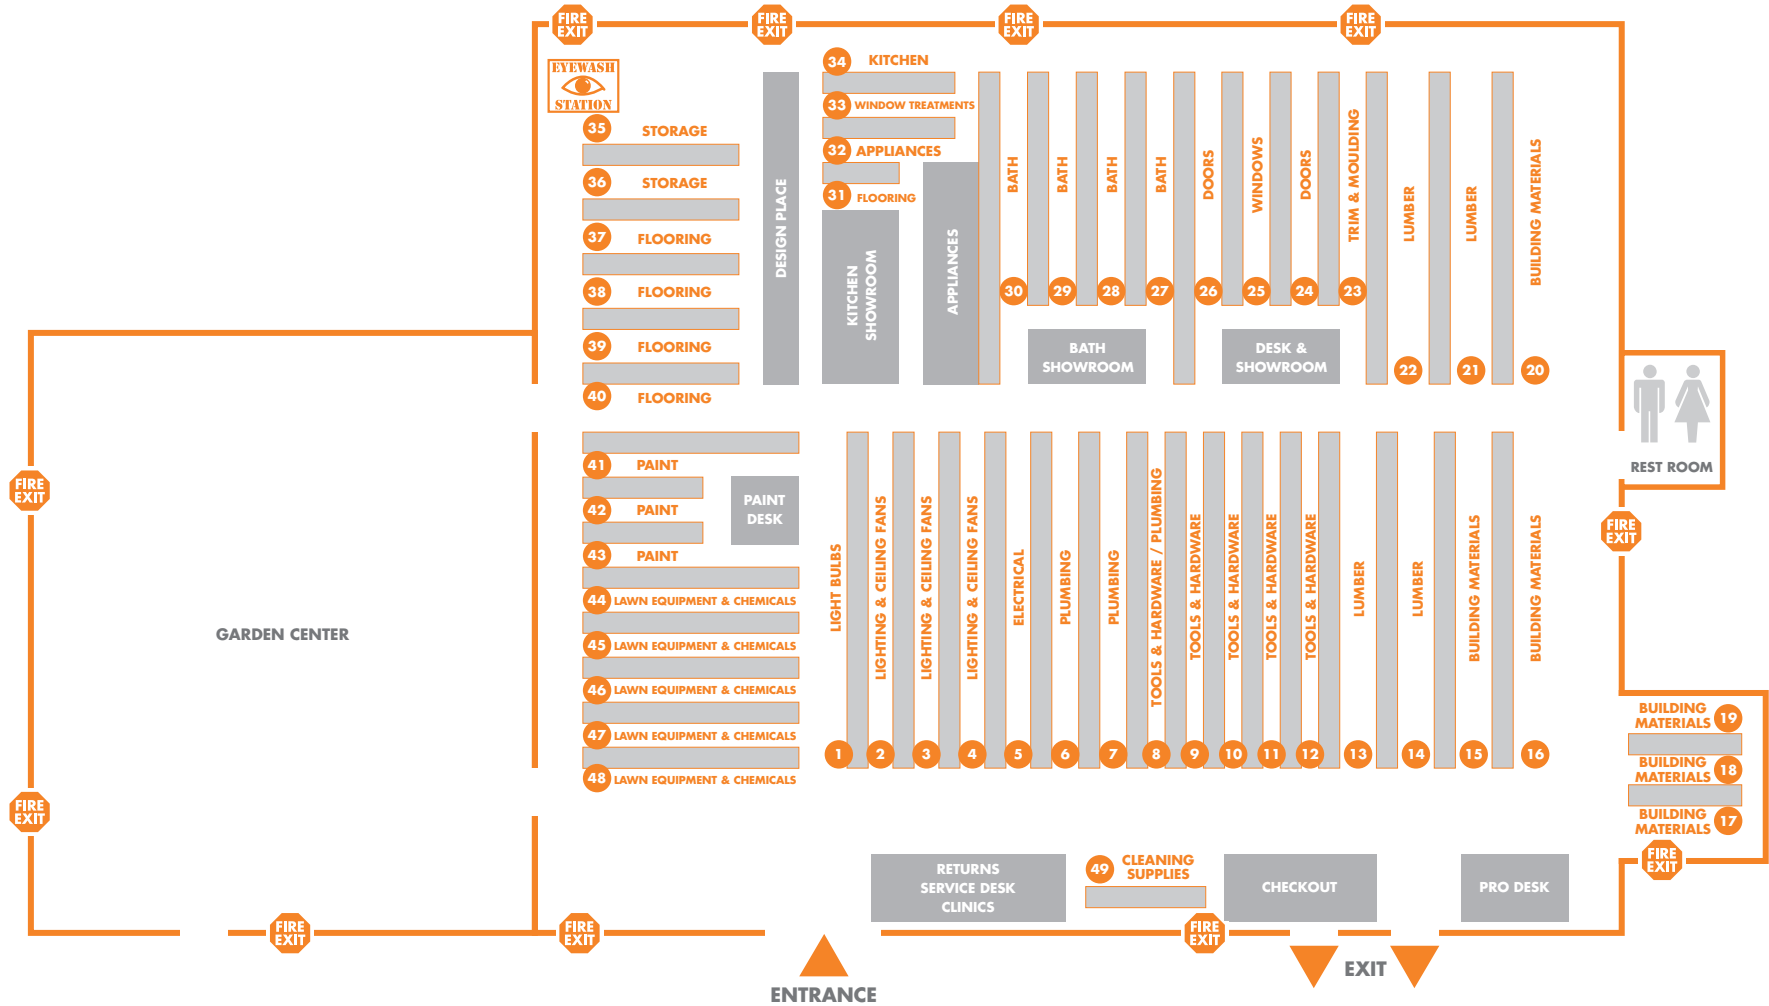 FIRE
EXIT
FIRE
EXIT
FIRE
EXIT
FIRE
EXIT
EYEWASH
STATION
35 STORAGE
36 STORAGE
37 FLOORING
38 FLOORING
39 FLOORING
40 FLOORING
DESIGN PLACE
34 KITCHEN
33 WINDOW TREATMENTS
32 APPLIANCES
31 FLOORING
KITCHEN
SHOWROOM
APPLIANCES
BATH
30
BATH
29
BATH
28
BATH
27
DOORS
26
WINDOWS
25
DOORS
24
TRIM & MOULDING
23
LUMBER
22
LUMBER
21
BUILDING MATERIALS
20
BATH
SHOWROOM
DESK &
SHOWROOM
REST ROOM
FIRE
EXIT
FIRE
EXIT
FIRE
EXIT
GARDEN CENTER
41 PAINT
42 PAINT
43 PAINT
PAINT
DESK
44 LAWN EQUIPMENT & CHEMICALS
45 LAWN EQUIPMENT & CHEMICALS
46 LAWN EQUIPMENT & CHEMICALS
47 LAWN EQUIPMENT & CHEMICALS
48 LAWN EQUIPMENT & CHEMICALS
LIGHT BULBS
1
LIGHTING & CEILING FANS
2
LIGHTING & CEILING FANS
3
LIGHTING & CEILING FANS
4
ELECTRICAL
5
PLUMBING
6
PLUMBING
7
TOOLS & HARDWARE / PLUMBING
8
TOOLS & HARDWARE
9
TOOLS & HARDWARE
10
TOOLS & HARDWARE
11
TOOLS & HARDWARE
12
LUMBER
13
LUMBER
14
BUILDING MATERIALS
15
BUILDING MATERIALS
16
BUILDING
MATERIALS 19
BUILDING
MATERIALS 18
BUILDING
MATERIALS 17
FIRE
EXIT
RETURNS
SERVICE DESK
CLINICS
49 CLEANING
SUPPLIES
CHECKOUT
PRO DESK
FIRE
EXIT
FIRE
EXIT
FIRE
EXIT
ENTRANCE
EXIT